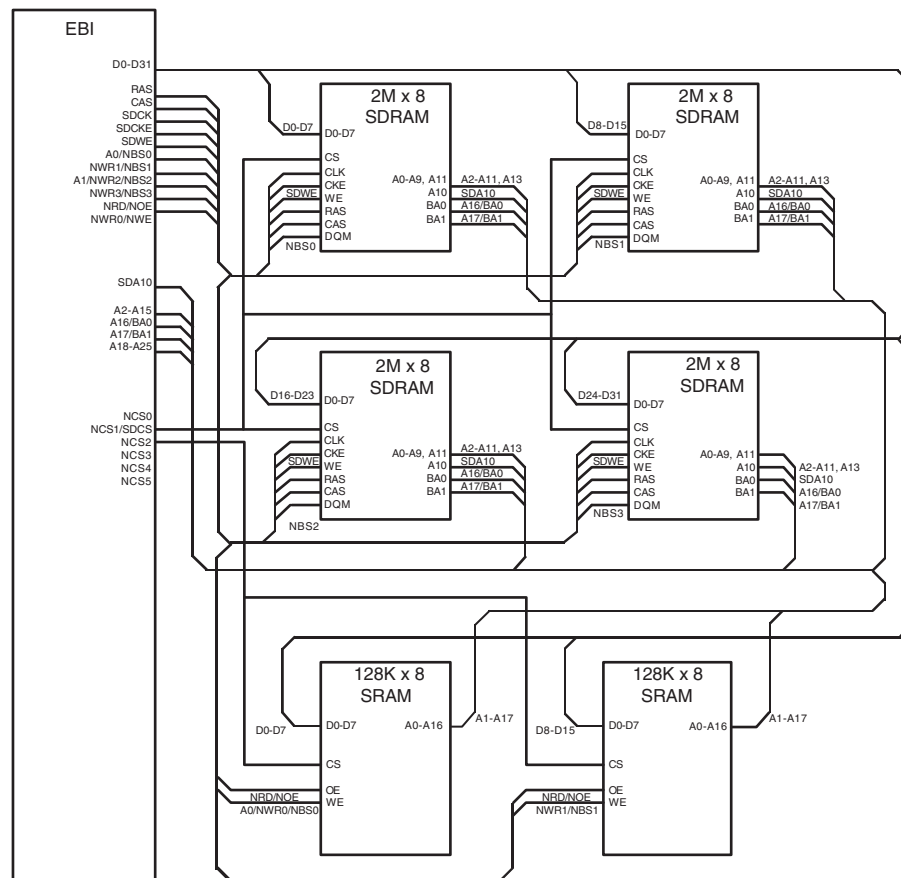 EBI
D0-D31
RAS
CAS
SDCK
SDCKE
SDWE
A0/NBS0
NWR1/NBS1
A1/NWR2/NBS2
NWR3/NBS3
NRD/NOE
NWR0/NWE
SDA10
A2-A15
A16/BA0
A17/BA1
A18-A25
NCS0
NCS1/SDCS
NCS2
NCS3
NCS4
NCS5
2M x 8
SDRAM
D0-D7
D0-D7
CS
CLK
CKE
SDWE
WE
RAS
CAS
DQM
NBS0
A0-A9, A11
A10
BA0
BA1
A2-A11, A13
SDA10
A16/BA0
A17/BA1
2M x 8
SDRAM
D8-D15
D0-D7
CS
CLK
CKE
SDWE
WE
RAS
CAS
DQM
NBS1
A0-A9, A11
A10
BA0
BA1
A2-A11, A13
SDA10
A16/BA0
A17/BA1
2M x 8
SDRAM
D16-D23
D0-D7
CS
CLK
CKE
SDWE
WE
RAS
CAS
DQM
NBS2
A0-A9, A11
A10
BA0
BA1
A2-A11, A13
SDA10
A16/BA0
A17/BA1
2M x 8
SDRAM
D24-D31
D0-D7
CS
CLK
CKE
SDWE
WE
RAS
CAS
DQM
NBS3
A0-A9, A11
A10
BA0
BA1
A2-A11, A13
SDA10
A16/BA0
A17/BA1
128K x 8
SRAM
D0-D7
D0-D7
A0-A16
A1-A17
CS
OE
NRD/NOE
WE
A0/NWR0/NBS0
128K x 8
SRAM
D8-D15
D0-D7
A0-A16
A1-A17
CS
OE
NRD/NOE
WE
NWR1/NBS1